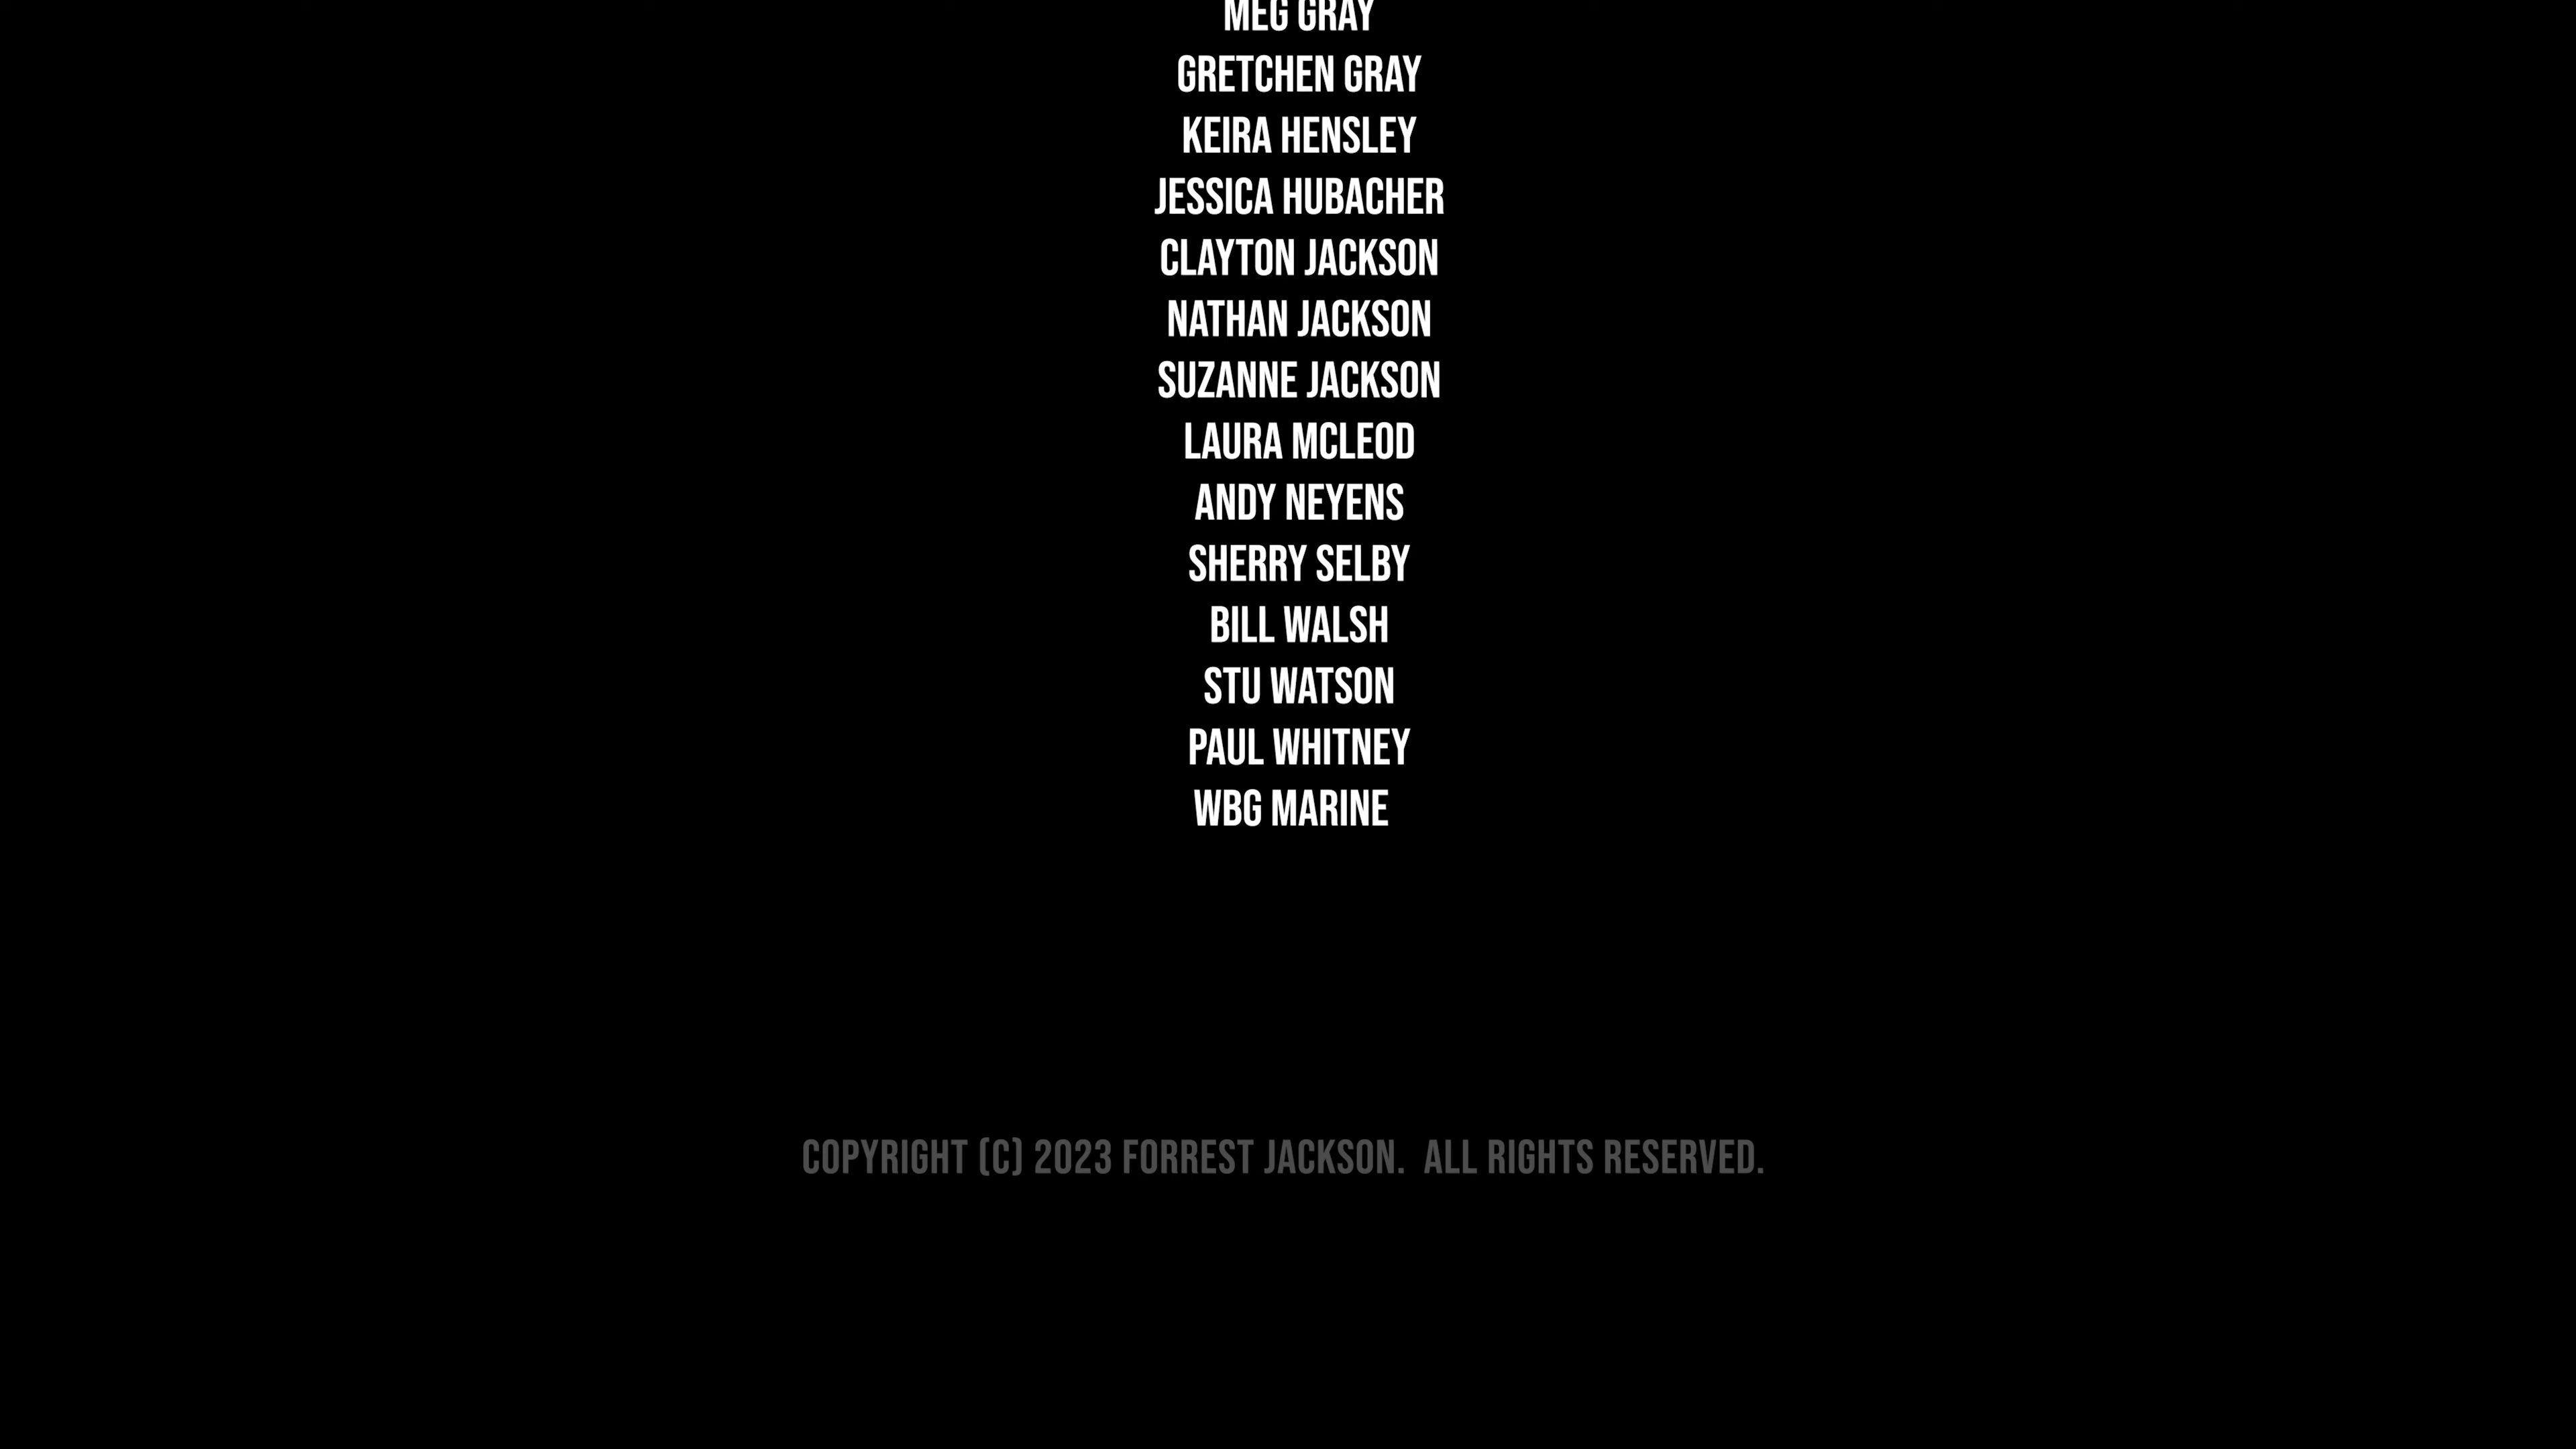 MEG GRAY
GRETCHEN GRAY
KEIRA HENSLEY
JESSICA HUBACHER
CLAYTON JACKSON
NATHAN JACKSON
SUZANNE JACKSON
LAURA MCLEOD
ANDY NEYENS
SHERRY SELBY
BILL WALSH
STU WATSON
PAUL WHITNEY
WBG MARINE
COPYRIGHT (C) 2023 FORREST JACKSON.  ALL RIGHTS RESERVED.